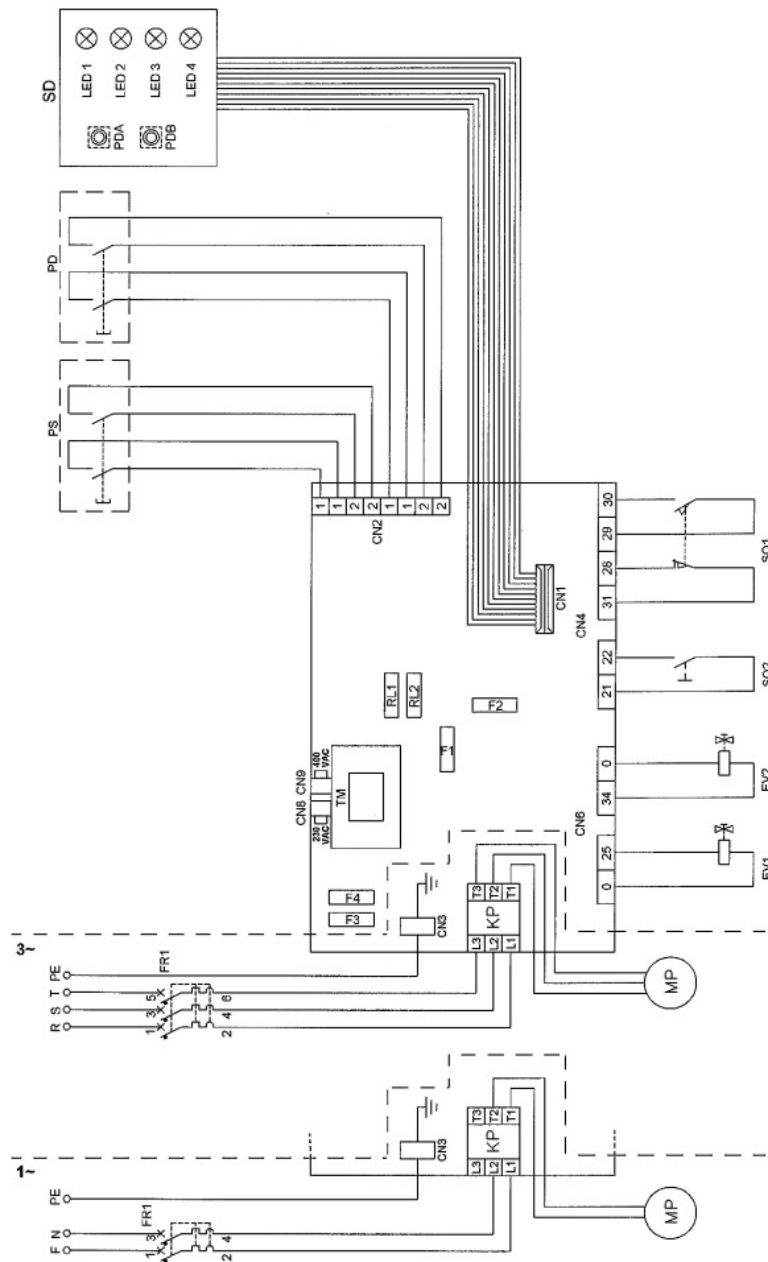 SD
LED 1
LED 2
LED 3
LED 4
PDA
PDB
PD
PS
1
1
2
2
1
1
2
2
CN2
CN1
CN4
30
29
28
31
SQ1
22
21
SQ2
RL1
RL2
F2
F1
CN8 CN9
230 VAC
400 VAC
TM
F4
F3
CN6
0
34
25
0
EV2
EV1
3~
R
S
T
PE
FR1
1
3
5
2
4
6
CN3
L3
L2
L1
KP
T3
T2
T1
MP
1~
F
N
PE
FR1
1
3
2
4
CN3
L3
L2
L1
KP
T3
T2
T1
MP